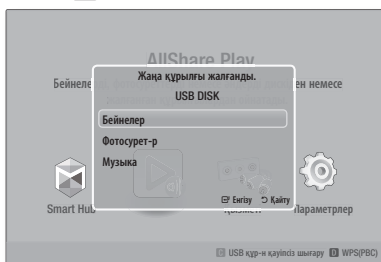 AllShare Play
Жаңа құрылғы жалғанды.
USB DISK
Бейнеле
ен немесе
Бейнелер
Фотосурет-р
Музыка
Енгізу Қайту
Smart Hub
Параметрлер
C USB құр-н қауіпсіз шығару D WPS(PBC)